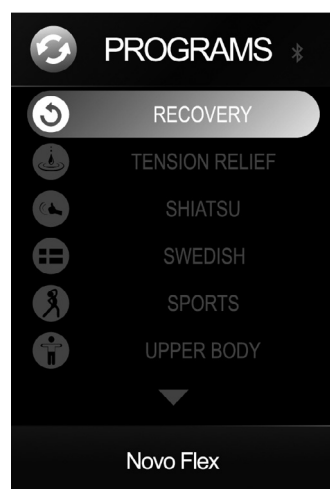 PROGRAMS
RECOVERY
TENSION RELIEF
SHIATSU
SWEDISH
SPORTS
UPPER BODY
Novo Flex